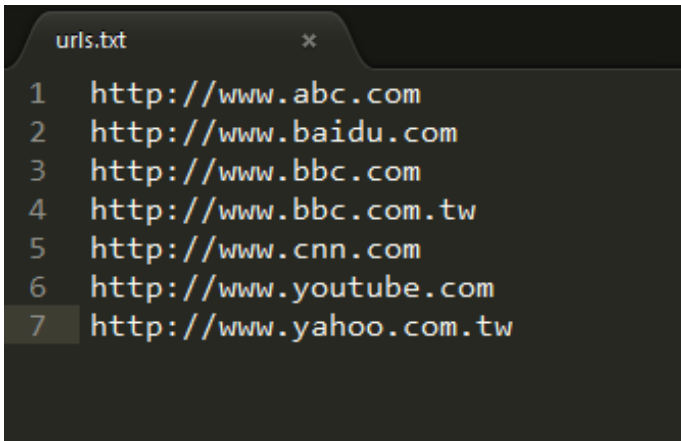 urls.txt ×
1 http://www.abc.com
2 http://www.baidu.com
3 http://www.bbc.com
4 http://www.bbc.com.tw
5 http://www.cnn.com
6 http://www.youtube.com
7 http://www.yahoo.com.tw